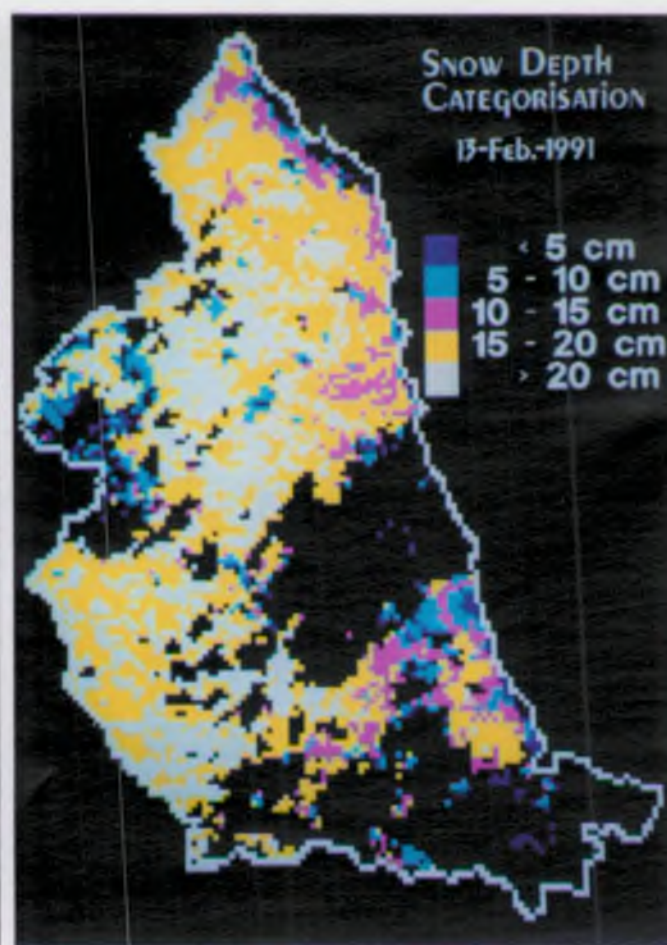 Snow Depth
Categorisation
13-Feb.-1991
< 5 cm
5 - 10 cm
10 - 15 cm
15 - 20 cm
> 20 cm